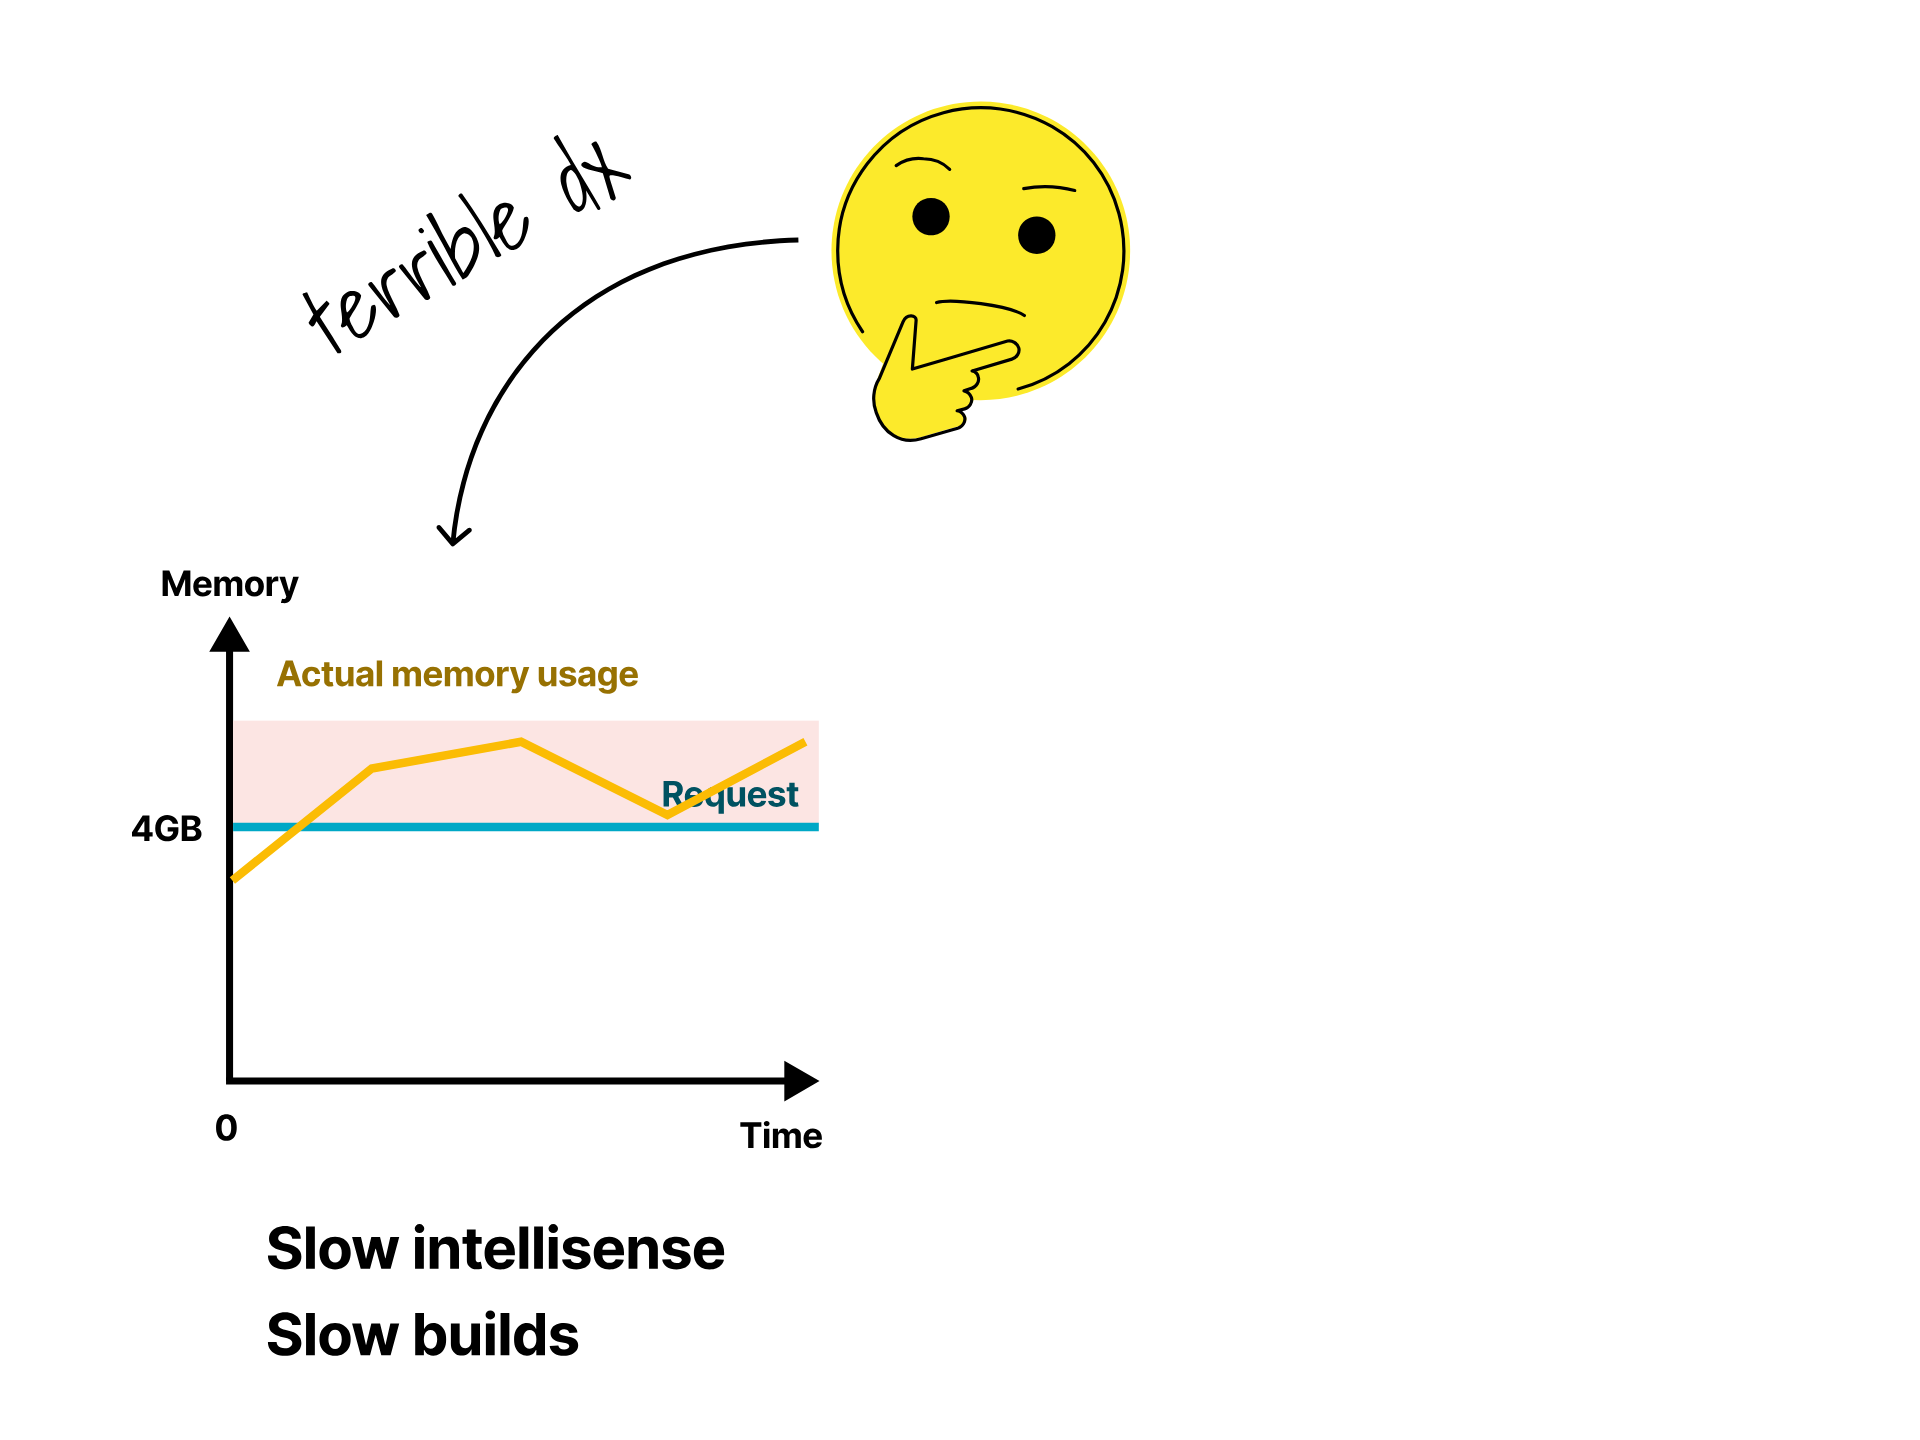 terrible dx
Memory
Actual memory usage
Request
4GB
0
Time
Slow intellisense
Slow builds